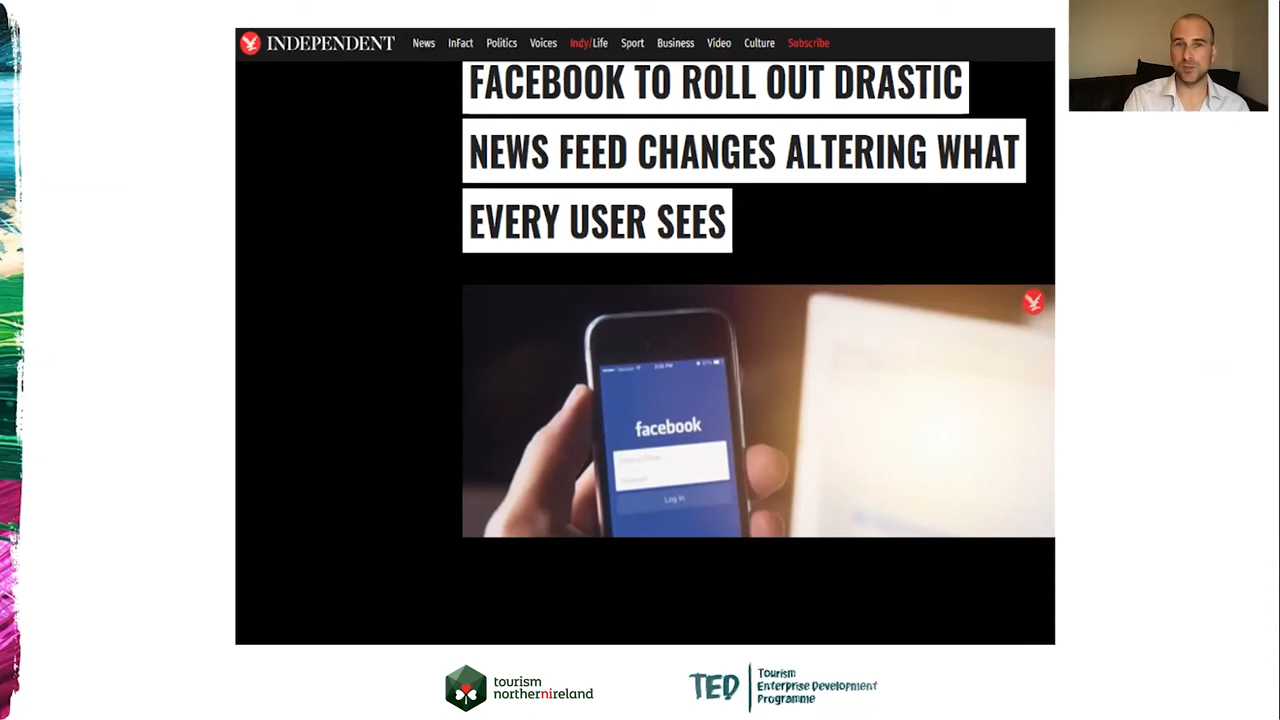 INDEPENDENT
News InFact Politics Voices Indy/Life Sport Business Video Culture Subscribe
FACEBOOK TO ROLL OUT DRASTIC
NEWS FEED CHANGES ALTERING WHAT
EVERY USER SEES
facebook
Log In
tourism
northernireland
TED
Tourism
Enterprise Development
Programme